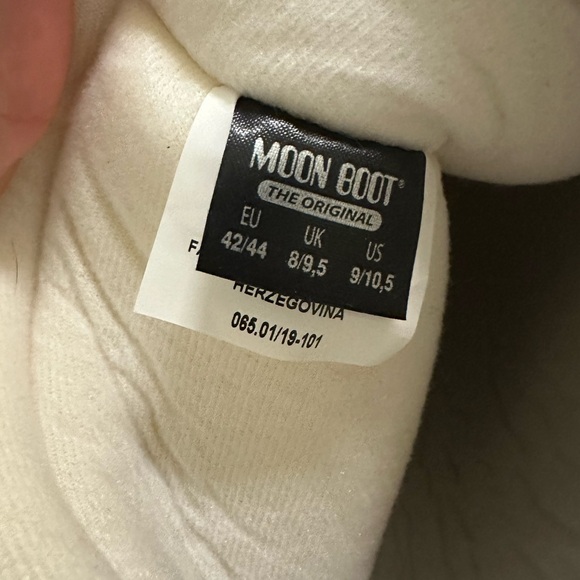 MOON BOOT®
THE ORIGINAL
EU UK US
42/44 8/9,5 9/10,5
HERZEGOVINA
065.01/19-101